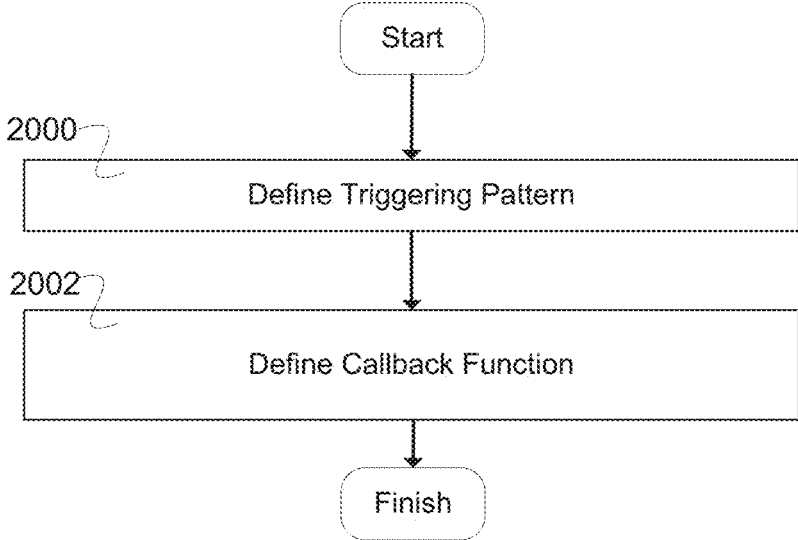 Start
2000
Define Triggering Pattern
2002
Define Callback Function
Finish